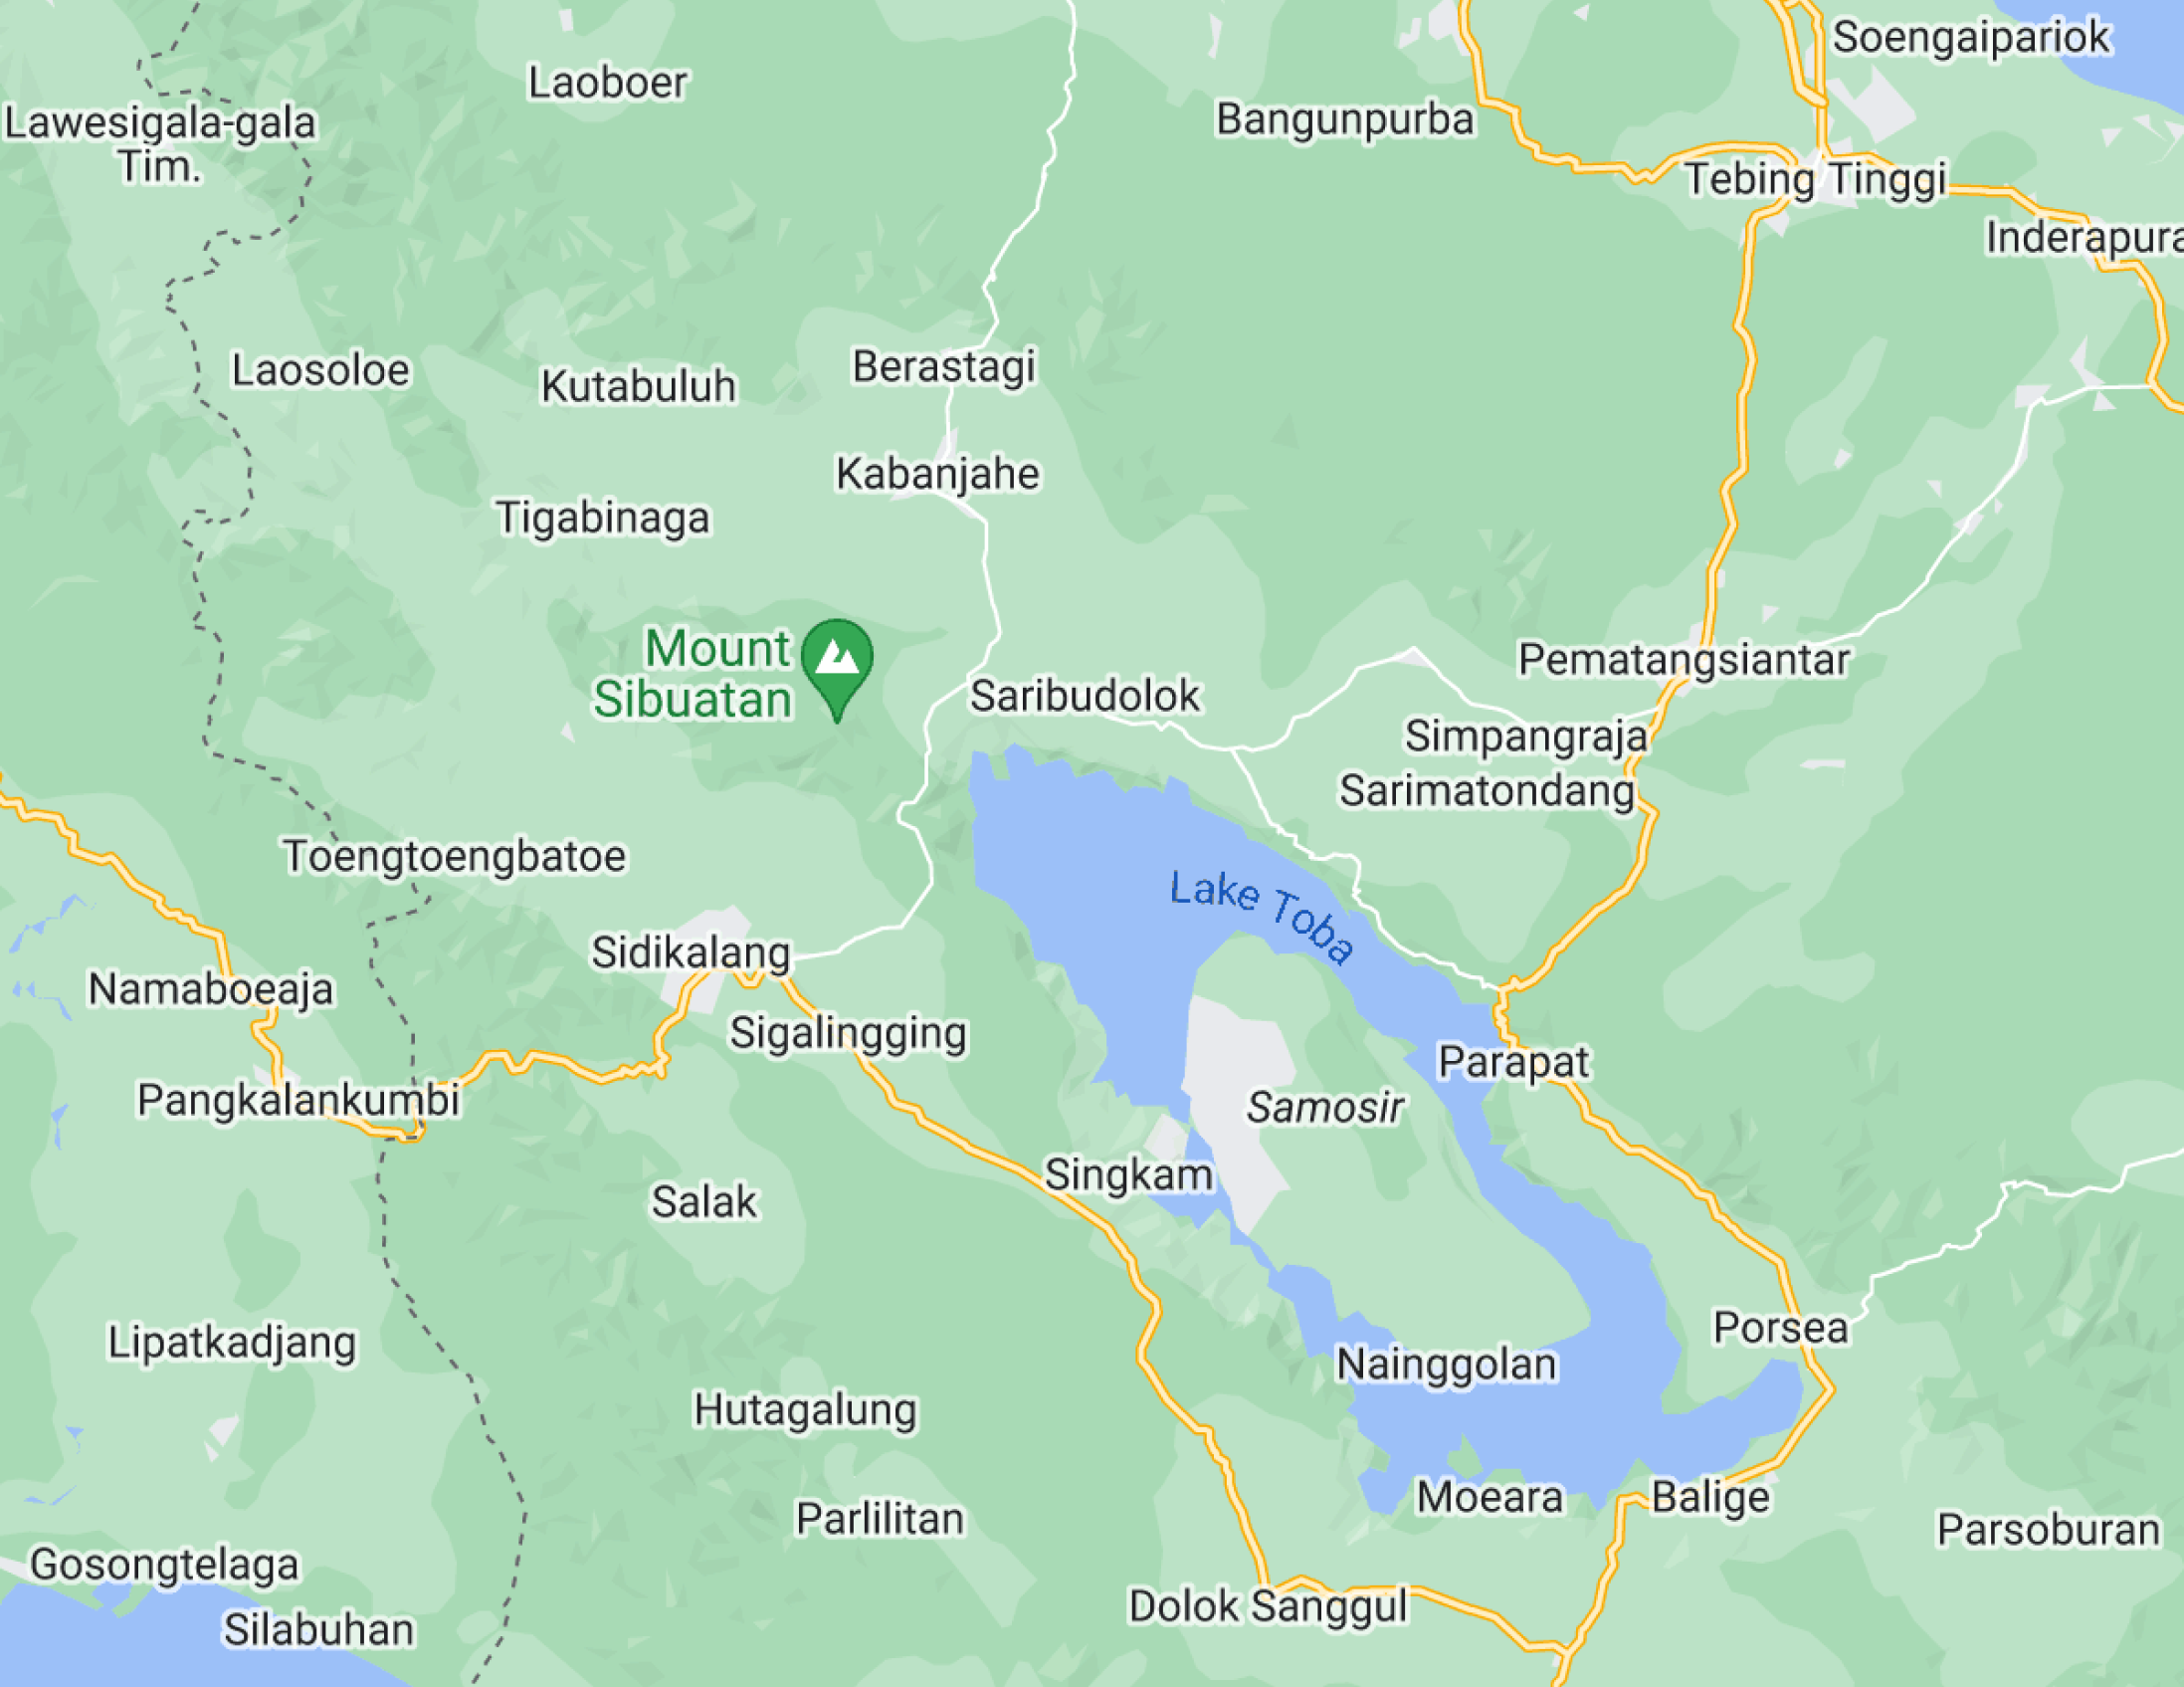 Soengaipariok
Laoboer
Bangunpurba
Lawesigala-gala
Tim.
Tebing Tinggi
Inderapura
Laosoloe
Kutabuluh
Berastagi
Kabanjahe
Tigabinaga
Mount
Sibuatan
Saribudolok
Pematangsiantar
Simpangraja
Sarimatondang
Toengtoengbatoe
Lake Toba
Sidikalang
Namaboeaja
Sigalingging
Parapat
Pangkalankumbi
Samosir
Singkam
Salak
Porsea
Lipatkadjang
Nainggolan
Hutagalung
Moeara
Balige
Parlilitan
Parsoburan
Gosongtelaga
Dolok Sanggul
Silabuhan